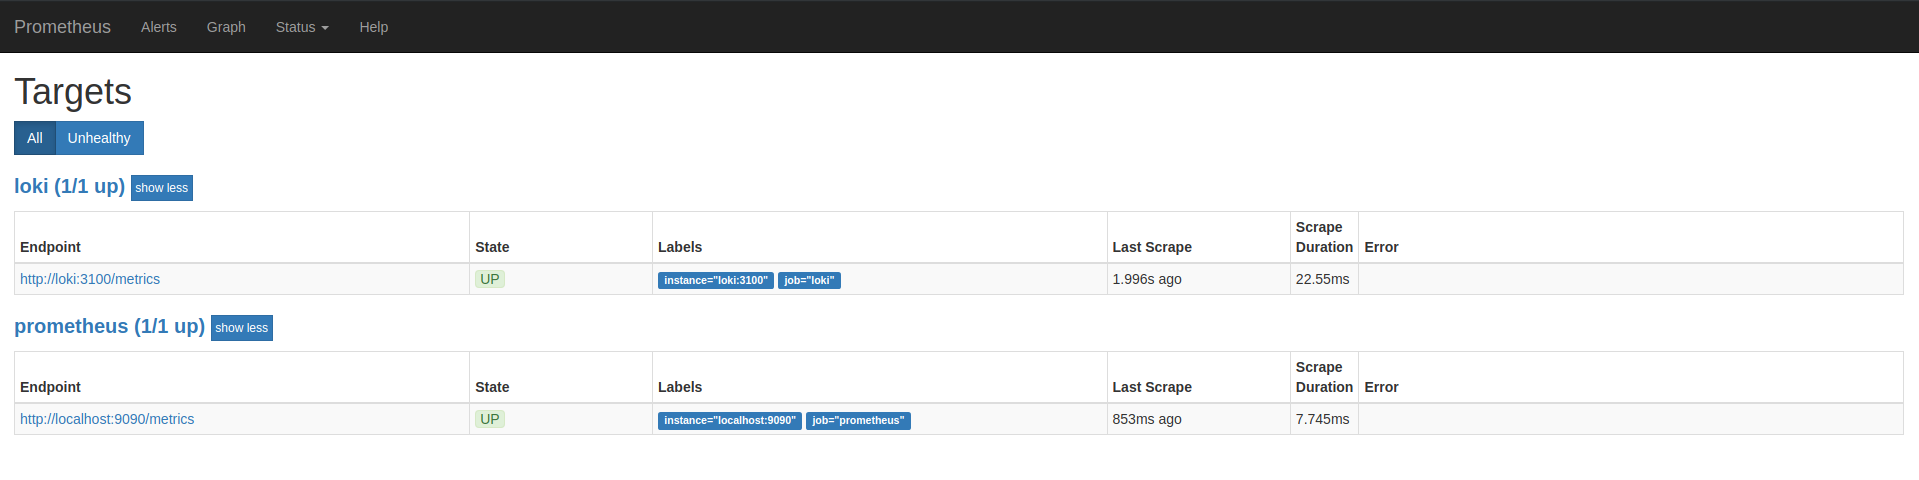 Prometheus Alerts Graph Status Help
Targets
All Unhealthy
loki (1/1 up) show less
Endpoint State Labels Last Scrape Scrape Duration Error
http://loki:3100/metrics UP instance="loki:3100" job="loki" 1.996s ago 22.55ms
prometheus (1/1 up) show less
Endpoint State Labels Last Scrape Scrape Duration Error
http://localhost:9090/metrics UP instance="localhost:9090" job="prometheus" 853ms ago 7.745ms